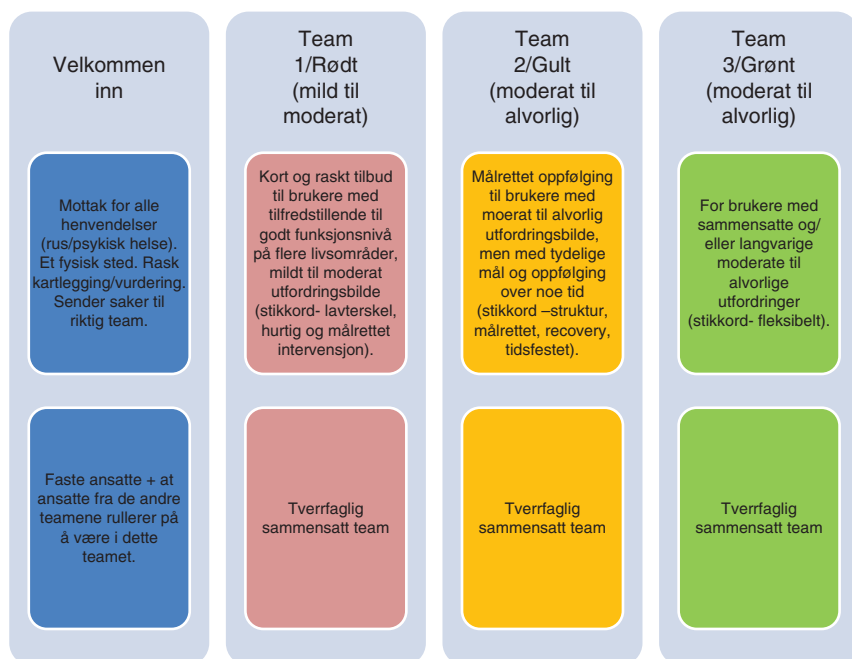 Velkommen
inn
Mottak for alle
henvendelser
(rus/psykisk helse).
Et fysisk sted. Rask
kartlegging/vurdering.
Sender saker til
riktig team.
Faste ansatte + at
ansatte fra de andre
teamene rullerer på
å være i dette
teamet.
Team
1/Rødt
(mild til
moderat)
Kort og raskt tilbud
til brukere med
tilfredstillende til
godt funksjonsnivå
på flere livsområder,
mildt til moderat
utfordringsbilde
(stikkord- lavterskel,
hurtig og målrettet
intervensjon).
Tverrfaglig
sammensatt team
Team
2/Gult
(moderat til
alvorlig)
Målrettet oppfølging
til brukere med
moerat til alvorlig
utfordringsbilde,
men med tydelige
mål og oppfølging
over noe tid
(stikkord –struktur,
målrettet, recovery,
tidsfestet).
Tverrfaglig
sammensatt team
Team
3/Grønt
(moderat til
alvorlig)
For brukere med
sammensatte og/
eller langvarige
moderate til
alvorlige
utfordringer
(stikkord- fleksibelt).
Tverrfaglig
sammensatt team